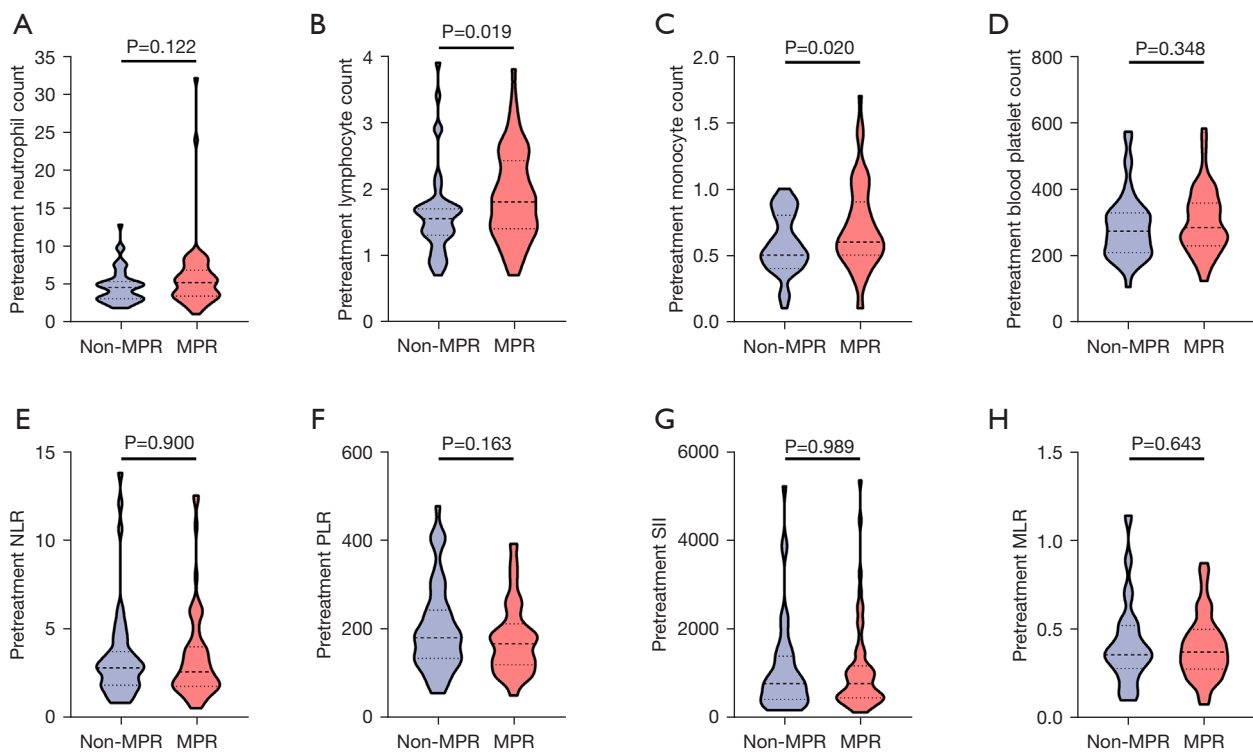 A
P=0.122
Pretreatment neutrophil count
35
30
25
20
15
10
5
0
Non-MPR MPR
B
P=0.019
Pretreatment lymphocyte count
4
3
2
1
0
Non-MPR MPR
C
P=0.020
Pretreatment monocyte count
2.0
1.5
1.0
0.5
0.0
Non-MPR MPR
D
P=0.348
Pretreatment blood platelet count
800
600
400
200
0
Non-MPR MPR
E
P=0.900
Pretreatment NLR
15
10
5
0
Non-MPR MPR
F
P=0.163
Pretreatment PLR
600
400
200
0
Non-MPR MPR
G
P=0.989
Pretreatment SII
6000
4000
2000
0
Non-MPR MPR
H
P=0.643
Pretreatment MLR
1.5
1.0
0.5
0.0
Non-MPR MPR